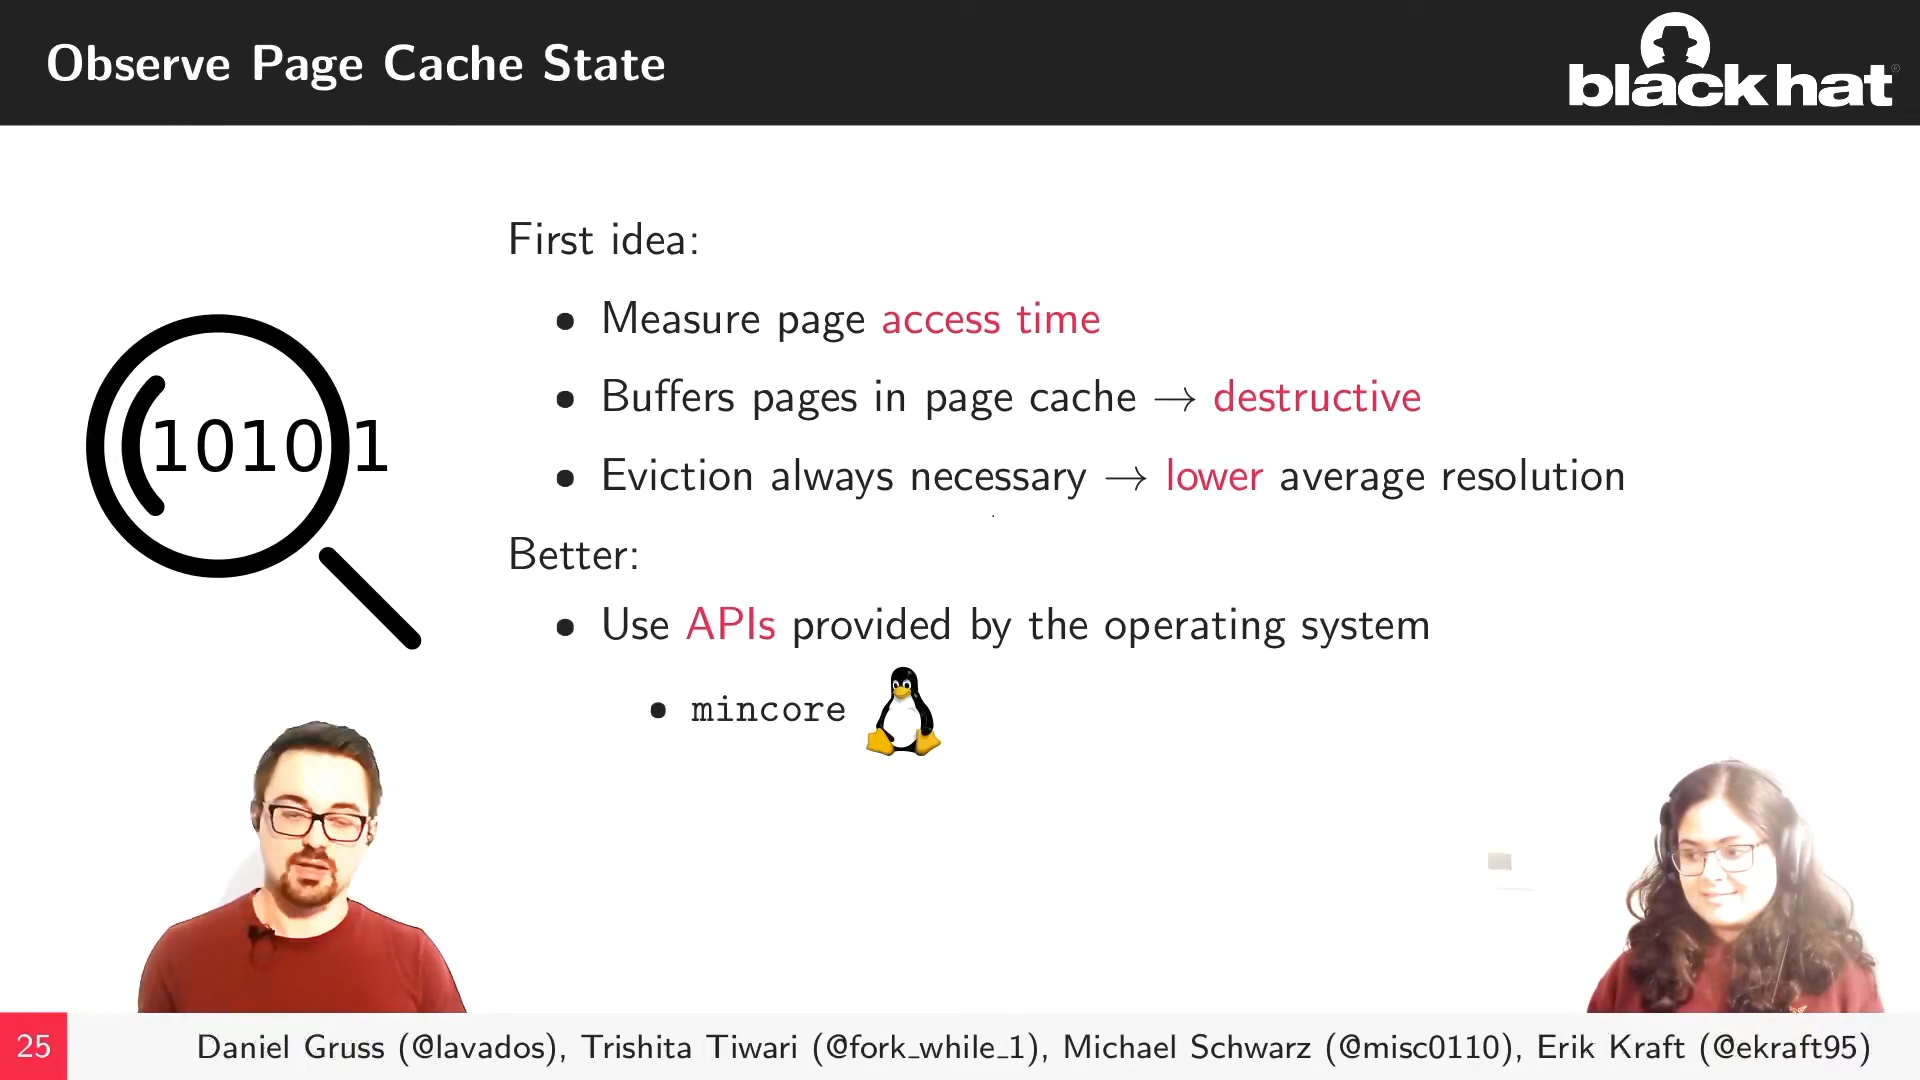 Observe Page Cache State
black hat
First idea:
• Measure page access time
• Buffers pages in page cache → destructive
• Eviction always necessary → lower average resolution
10101
Better:
• Use APIs provided by the operating system
• mincore
25
Daniel Gruss (@lavados), Trishita Tiwari (@fork_while_1), Michael Schwarz (@misc0110), Erik Kraft (@ekraft95)